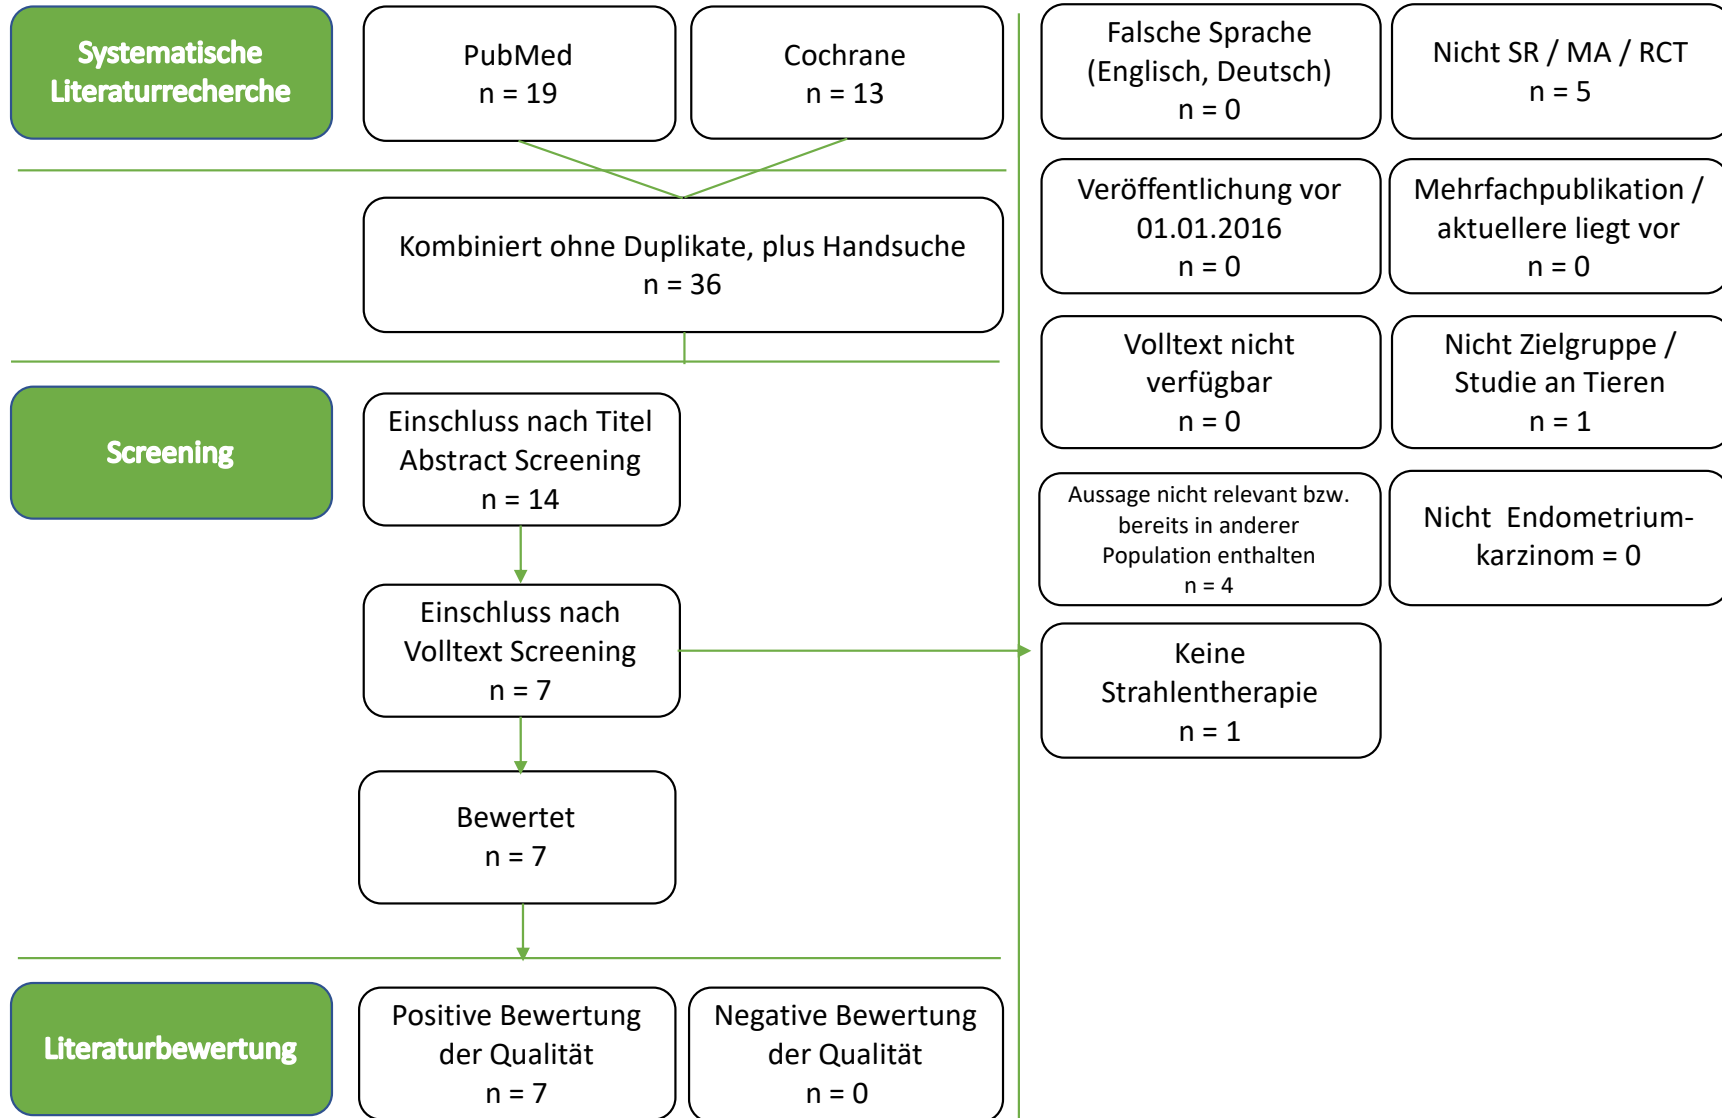 Systematische
Literaturrecherche
PubMed
n = 19
Cochrane
n = 13
Kombiniert ohne Duplikate, plus Handsuche
n = 36
Screening
Einschluss nach Titel
Abstract Screening
n = 14
Einschluss nach
Volltext Screening
n = 7
Bewertet
n = 7
Literaturbewertung
Positive Bewertung
der Qualität
n = 7
Negative Bewertung
der Qualität
n = 0
Falsche Sprache
(Englisch, Deutsch)
n = 0
Nicht SR / MA / RCT
n = 5
Veröffentlichung vor
01.01.2016
n = 0
Mehrfachpublikation /
aktuellere liegt vor
n = 0
Volltext nicht
verfügbar
n = 0
Nicht Zielgruppe /
Studie an Tieren
n = 1
Aussage nicht relevant bzw.
bereits in anderer
Population enthalten
n = 4
Nicht  Endometrium-
karzinom = 0
Keine
Strahlentherapie
n = 1